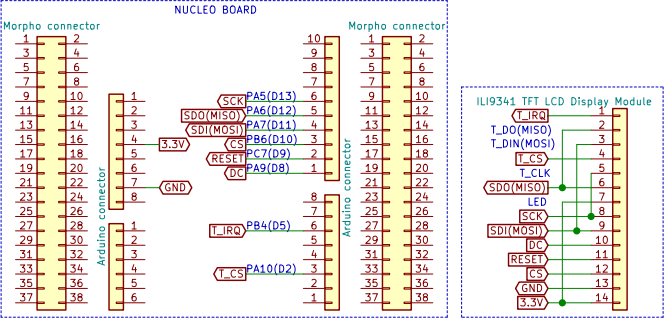 NUCLEO BOARD
Morpho connector
1 2
3 4
5 6
7 8
9 10
11 12
13 14
15 16
17 18
19 20
21 22
23 24
25 26
27 28
29 30
31 32
33 34
35 36
37 38
Arduino connector
1
2
3
4 3.3V
5
6
7 GND
8
1
2
3
4
5
6
10
9
8
7
SCK PA5(D13) 6
SDO(MISO) PA6(D12) 5
SDI(MOSI) PA7(D11) 4
CS PB6(D10) 3
RESET PC7(D9) 2
DC PA9(D8) 1
8
7
T_IRQ PB4(D5) 6
5
4
T_CS PA10(D2) 3
2
1
Arduino connector
Morpho connector
1 2
3 4
5 6
7 8
9 10
11 12
13 14
15 16
17 18
19 20
21 22
23 24
25 26
27 28
29 30
31 32
33 34
35 36
37 38
ILI9341 TFT LCD Display Module
T_IRQ 1
T_DO(MISO) 2
T_DIN(MOSI) 3
T_CS 4
T_CLK 5
SDO(MISO) 6
LED 7
SCK 8
SDI(MOSI) 9
DC 10
RESET 11
CS 12
GND 13
3.3V 14